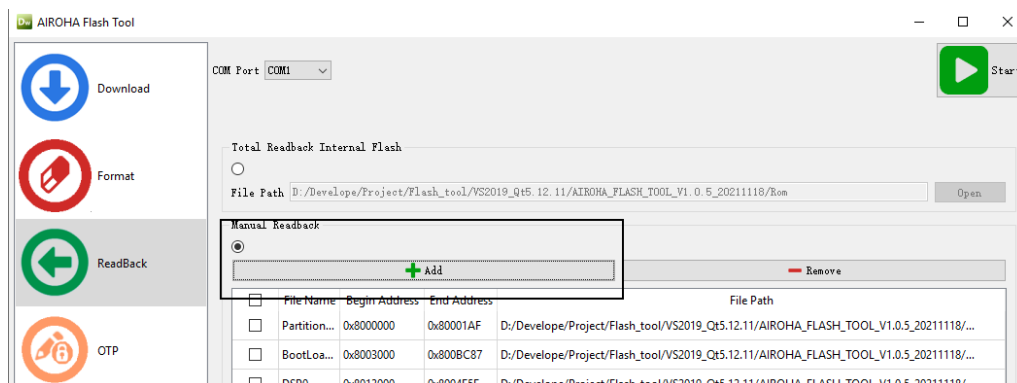 AIROHA Flash Tool
Download
Format
ReadBack
OTP
COM Port COM1
Star
Total Readback Internal Flash
File Path D:/Develope/Project/Flash_tool/VS2019_Qt5.12.11/AIROHA_FLASH_TOOL_V1.0.5_20211118/Rom Open
Manual Readback
Add Remove
File Name Begin Address End Address File Path
Partition... 0x8000000 0x80001AF D:/Develope/Project/Flash_tool/VS2019_Qt5.12.11/AIROHA_FLASH_TOOL_V1.0.5_20211118/...
BootLoa... 0x8003000 0x800BC87 D:/Develope/Project/Flash_tool/VS2019_Qt5.12.11/AIROHA_FLASH_TOOL_V1.0.5_20211118/...